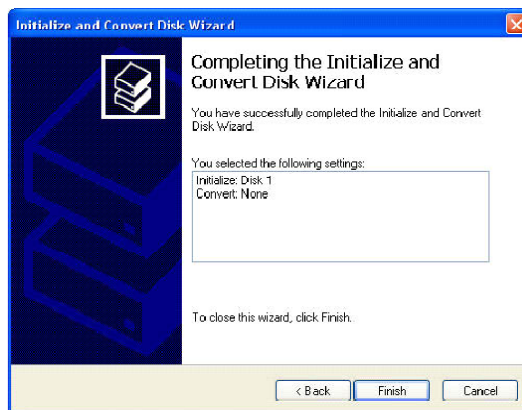 Initialize and Convert Disk Wizard
Completing the Initialize and
Convert Disk Wizard
You have successfully completed the Initialize and Convert
Disk Wizard.
You selected the following settings:
Initialize: Disk 1
Convert: None
To close this wizard, click Finish.
< Back
Finish
Cancel